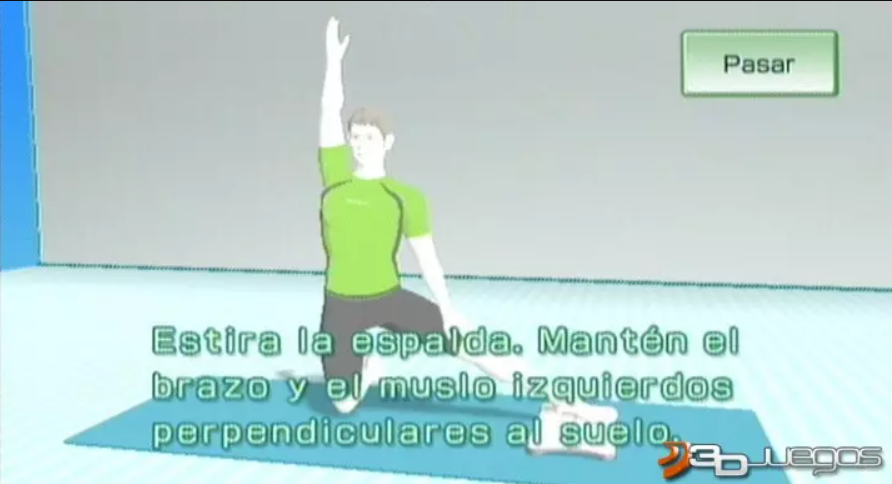 Pasar
Estira la espalda. Mantén el
brazo y el muslo izquierdos
perpendiculares al suelo.
3DJUEGOS